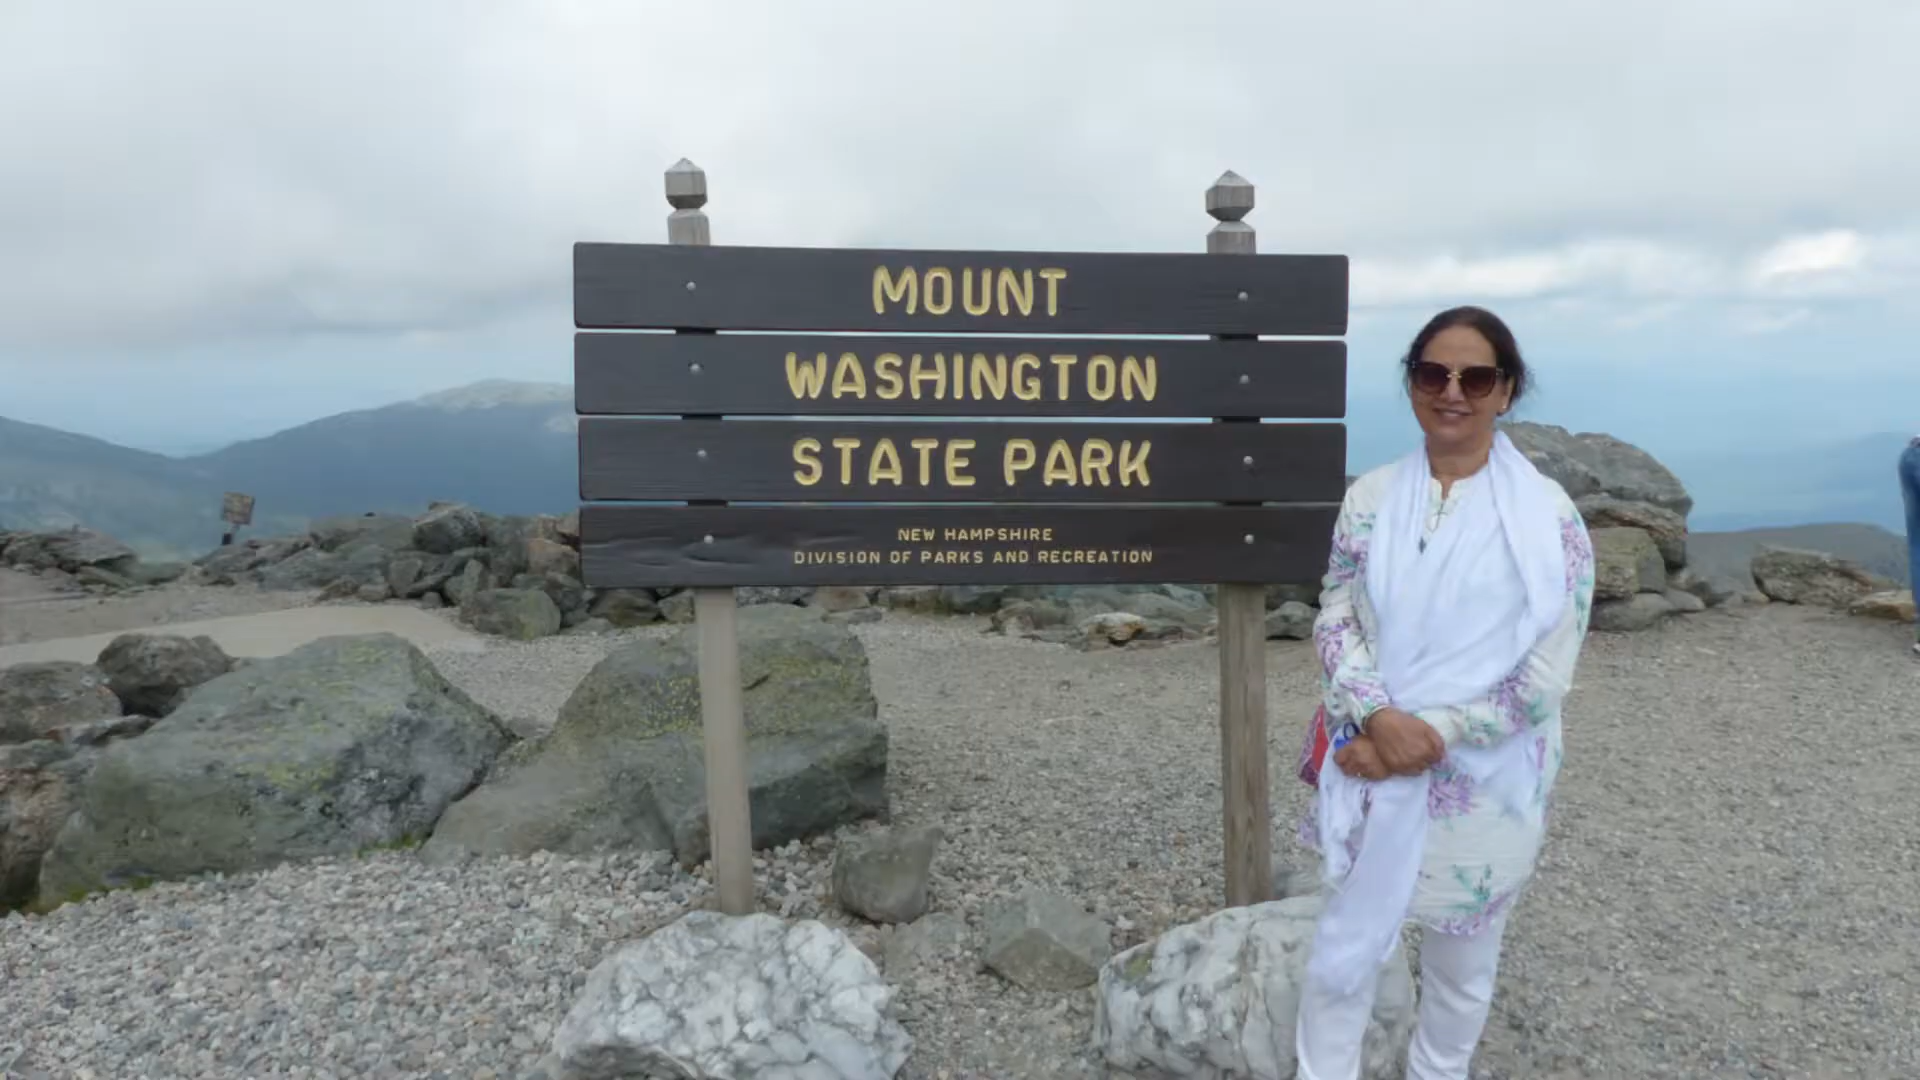 MOUNT
WASHINGTON
STATE PARK
NEW HAMPSHIRE
DIVISION OF PARKS AND RECREATION